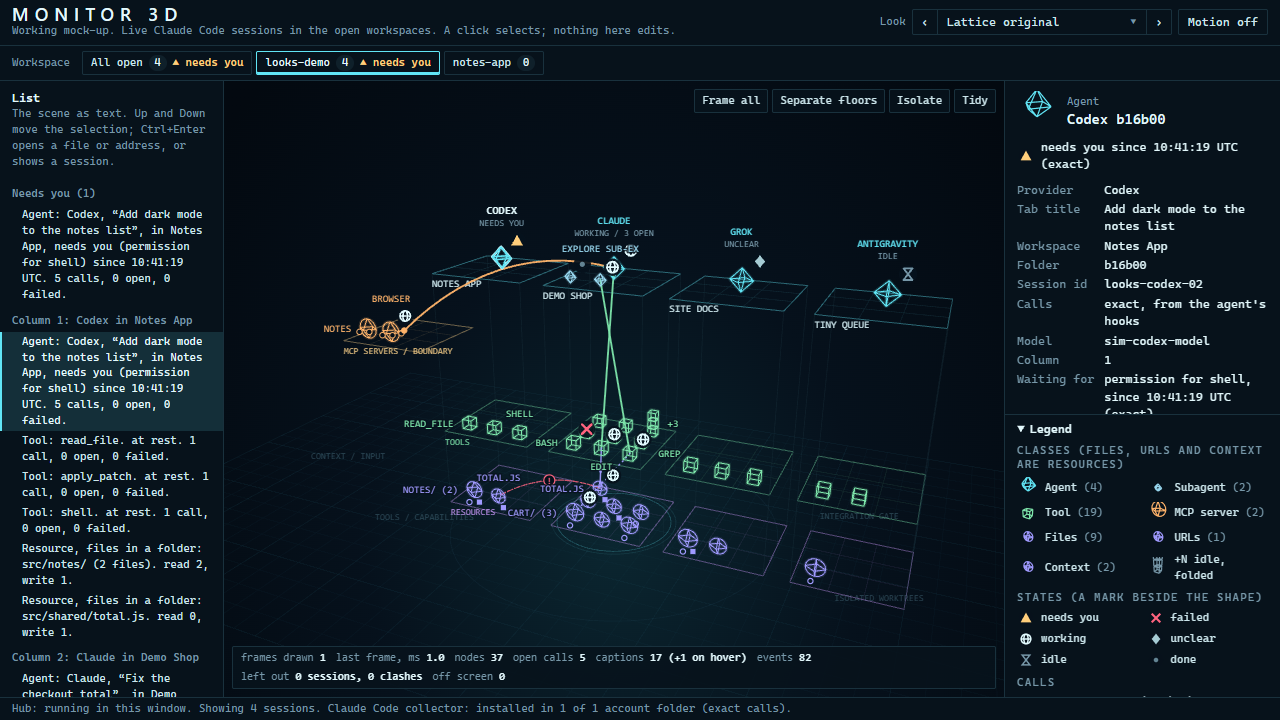 MONITOR 3D
Working mock-up. Live Claude Code sessions in the open workspaces. A click selects; nothing here edits.
Look
‹
Lattice original
›
Motion off
Workspace
All open 4 needs you
looks-demo 4 needs you
notes-app 0
List
The scene as text. Up and Down
move the selection; Ctrl+Enter
opens a file or address, or
shows a session.
Needs you (1)
Agent: Codex, “Add dark mode
to the notes list”, in Notes
App, needs you (permission
for shell) since 10:41:19
UTC. 5 calls, 0 open, 0
failed.
Column 1: Codex in Notes App
Agent: Codex, “Add dark mode
to the notes list”, in Notes
App, needs you (permission
for shell) since 10:41:19
UTC. 5 calls, 0 open, 0
failed.
Tool: read_file. at rest. 1
call, 0 open, 0 failed.
Tool: apply_patch. at rest. 1
call, 0 open, 0 failed.
Tool: shell. at rest. 1 call,
0 open, 0 failed.
Resource, files in a folder:
src/notes/ (2 files). read 2,
write 1.
Resource, files in a folder:
src/shared/total.js. read 0,
write 1.
Column 2: Claude in Demo Shop
Agent: Claude, “Fix the
checkout total”, in Demo
Frame all
Separate floors
Isolate
Tidy
CODEX
NEEDS YOU
CLAUDE
WORKING / 3 OPEN
EXPLORE SUB-EX
GROK
UNCLEAR
ANTIGRAVITY
IDLE
NOTES APP
DEMO SHOP
SITE DOCS
TINY QUEUE
BROWSER
NOTES
MCP SERVERS / BOUNDARY
SHELL
READ_FILE
TOOLS
BASH
+3
GREP
EDIT
CONTEXT / INPUT
TOTAL.JS
TOTAL.JS
NOTES/ (2)
RESOURCES
CART/ (3)
TOOLS / CAPABILITIES
INTEGRATION GATE
ISOLATED WORKTREES
frames drawn 1 last frame, ms 1.0 nodes 37 open calls 5 captions 17 (+1 on hover) events 82
left out 0 sessions, 0 clashes off screen 0
Agent
Codex b16b00
needs you since 10:41:19 UTC
(exact)
Provider Codex
Tab title Add dark mode to the
notes list
Workspace Notes App
Folder b16b00
Session id looks-codex-02
Calls exact, from the agent's
hooks
Model sim-codex-model
Column 1
Waiting for permission for shell,
since 10:41:19 UTC
(exact)
Legend
CLASSES (FILES, URLS AND CONTEXT
ARE RESOURCES)
Agent (4)
Subagent (2)
Tool (19)
MCP server (2)
Files (9)
URLs (1)
Context (2)
+N idle,
folded
STATES (A MARK BESIDE THE SHAPE)
needs you
failed
working
unclear
idle
done
CALLS
Hub: running in this window. Showing 4 sessions. Claude Code collector: installed in 1 of 1 account folder (exact calls).